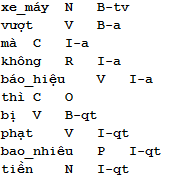 xe_máy N B-tv
vượt V B-a
mà C I-a
không R I-a
báo_hiệu V I-a
thì C O
bị V B-qt
phạt V I-qt
bao_nhiêu P I-qt
tiền N I-qt